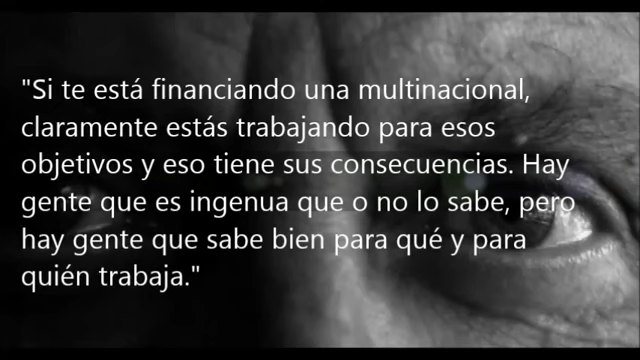 "Si te está financiando una multinacional,
claramente estás trabajando para esos
objetivos y eso tiene sus consecuencias. Hay
gente que es ingenua que o no lo sabe, pero
hay gente que sabe bien para qué y para
quién trabaja."